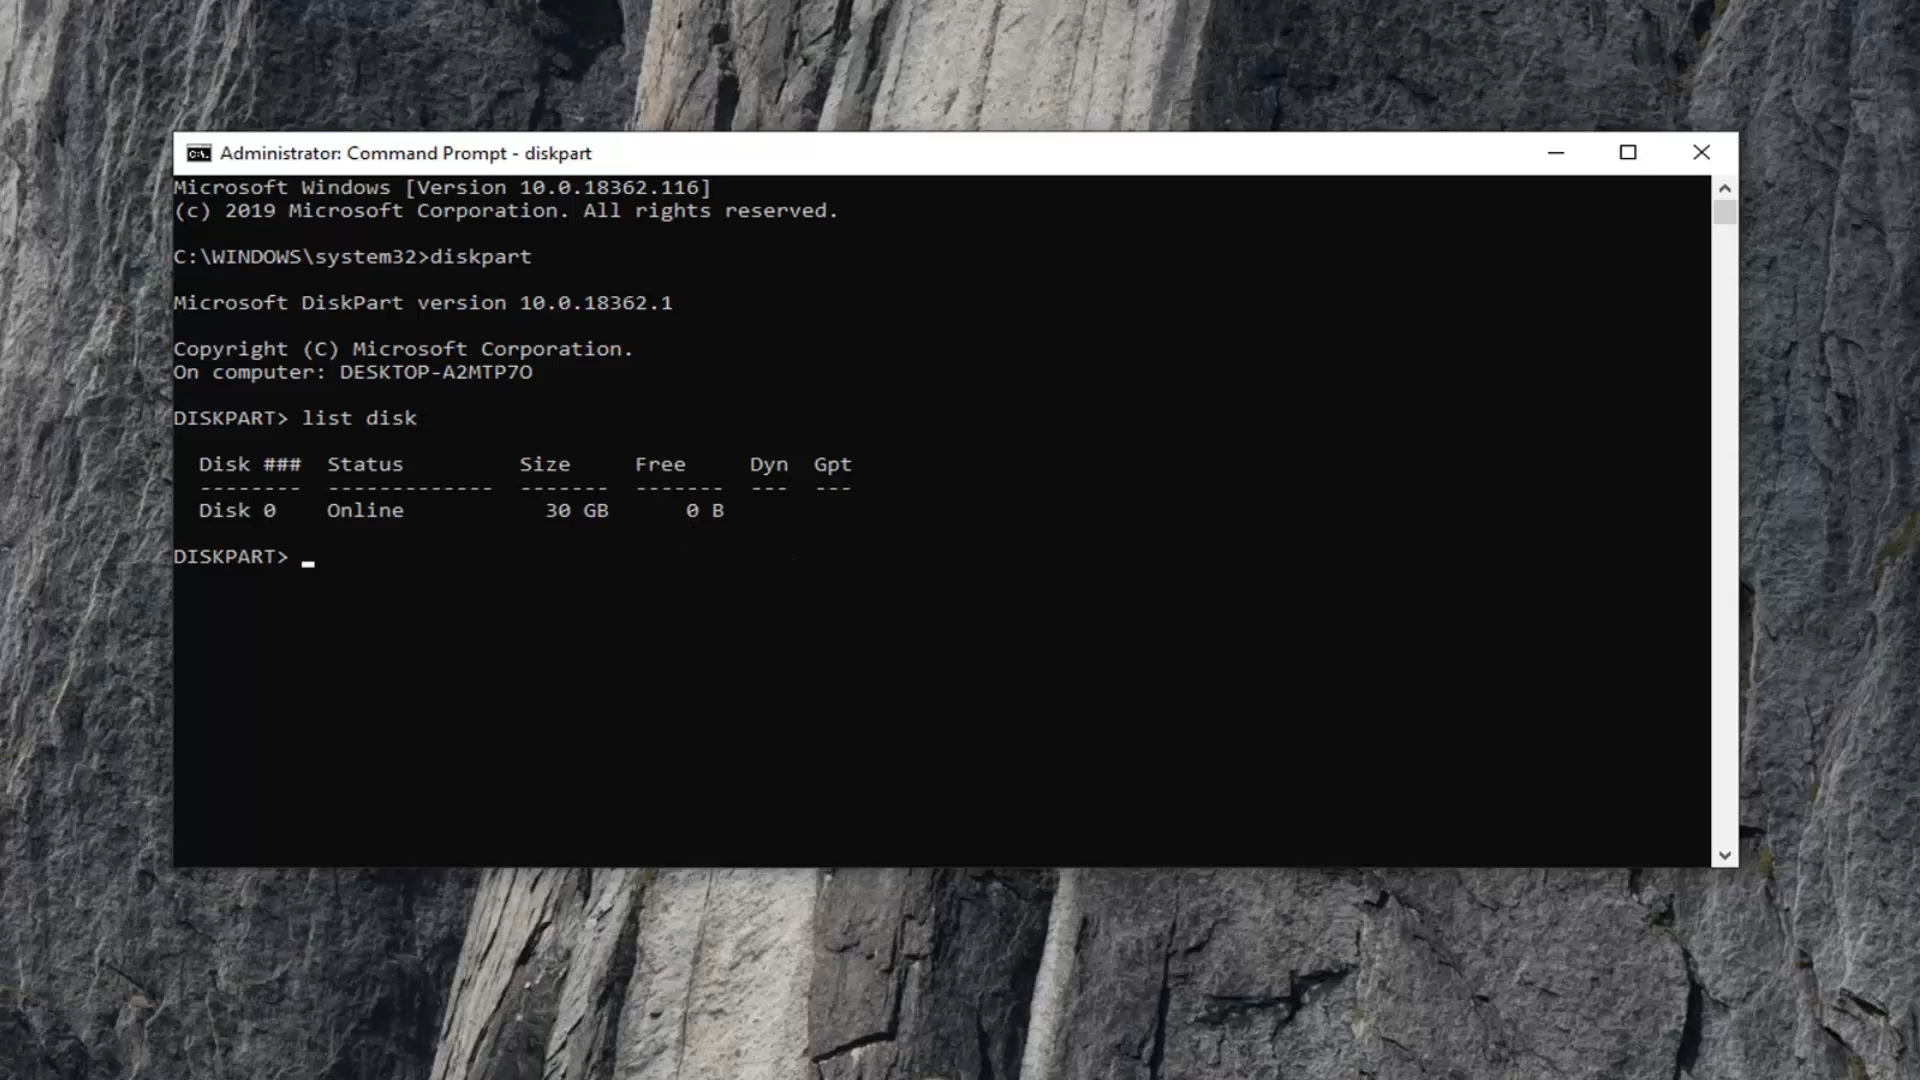 Administrator: Command Prompt - diskpart
Microsoft Windows [Version 10.0.18362.116]
(c) 2019 Microsoft Corporation. All rights reserved.
C:\WINDOWS\system32>diskpart
Microsoft DiskPart version 10.0.18362.1
Copyright (C) Microsoft Corporation.
On computer: DESKTOP-A2MTP7O
DISKPART> list disk
Disk ###  Status         Size     Free     Dyn  Gpt
--------  -------------  -------  -------  ---  ---
Disk 0    Online           30 GB      0 B
DISKPART>